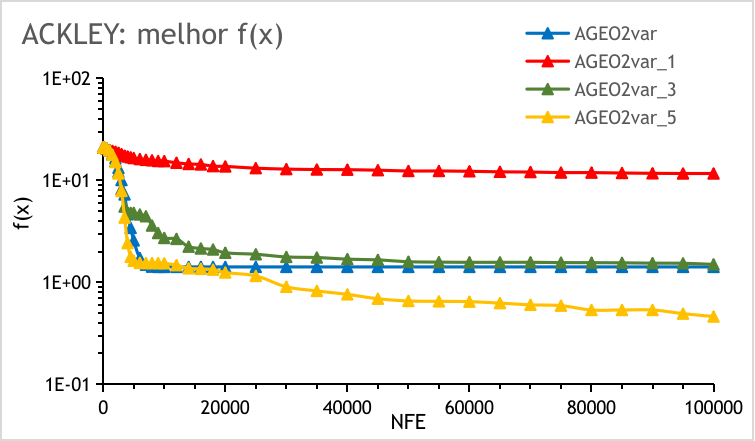 ACKLEY: melhor f(x)
AGEO2var
AGEO2var_1
AGEO2var_3
AGEO2var_5
1E+02
1E+01
1E+00
1E-01
f(x)
0 20000 40000 60000 80000 100000
NFE